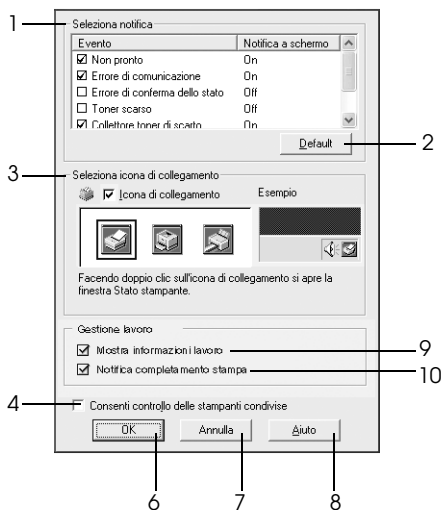 1
Seleziona notifica
Evento Notifica a schermo
Non pronto On
Errore di comunicazione On
Errore di conferma dello stato Off
Toner scarso Off
Collettore toner di scarto On
Default
2
3
Seleziona icona di collegamento
Icona di collegamento Esempio
Facendo doppio clic sull'icona di collegamento si apre la
finestra Stato stampante.
Gestione lavoro
Mostra informazioni lavoro
9
Notifica completamento stampa
10
4
Consenti controllo delle stampanti condivise
OK Annulla Aiuto
6 7 8